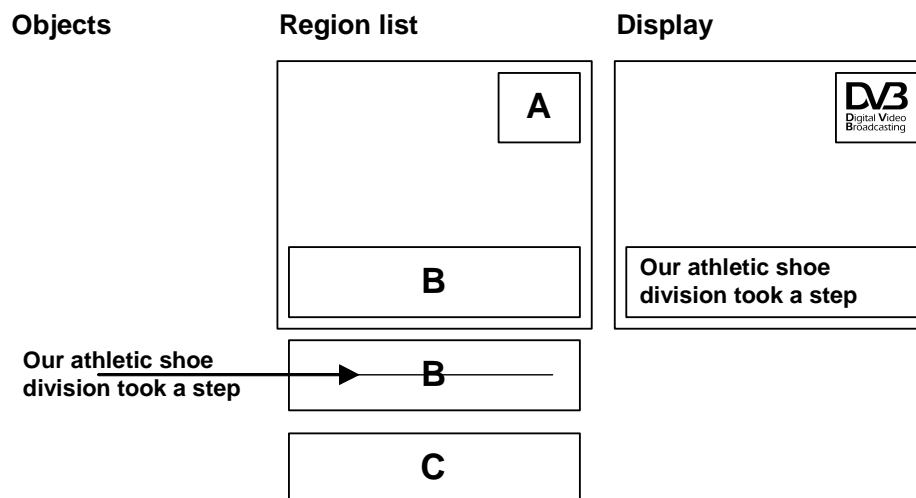 Objects
Region list
Display
A
DVB
Digital Video
Broadcasting
B
Our athletic shoe
division took a step
Our athletic shoe
division took a step
B
C